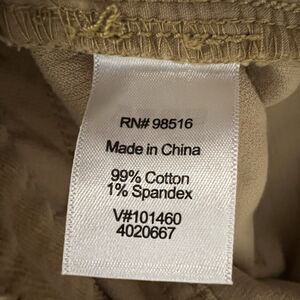 RN# 98516
Made in China
99% Cotton
1% Spandex
V#101460
4020667